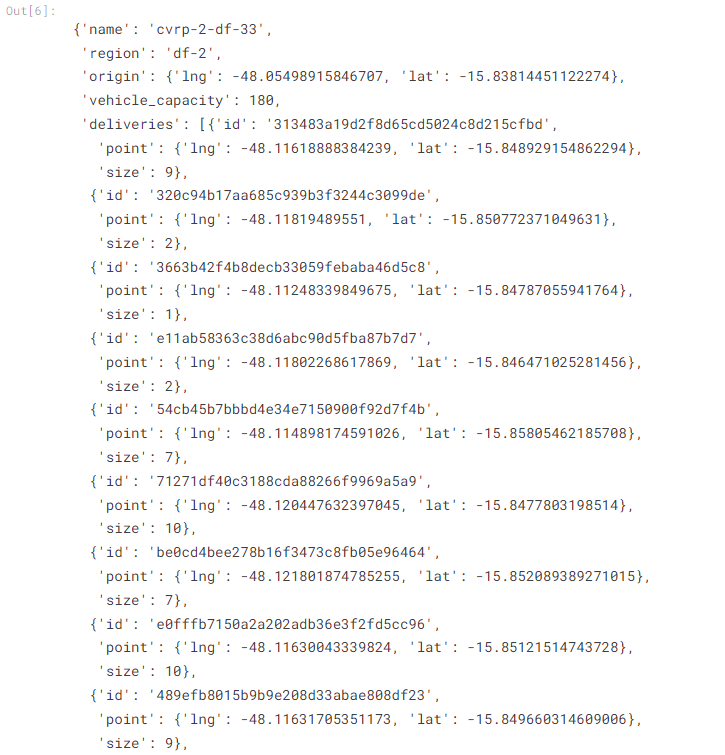 Out[6]:
{'name': 'cvrp-2-df-33',
'region': 'df-2',
'origin': {'lng': -48.05498915846707, 'lat': -15.83814451122274},
'vehicle_capacity': 180,
'deliveries': [{'id': '313483a19d2f8d65cd5024c8d215cfbd',
'point': {'lng': -48.11618888384239, 'lat': -15.848929154862294},
'size': 9},
{'id': '320c94b17aa685c939b3f3244c3099de',
'point': {'lng': -48.11819489551, 'lat': -15.850772371049631},
'size': 2},
{'id': '3663b42f4b8decb33059febaba46d5c8',
'point': {'lng': -48.11248339849675, 'lat': -15.84787055941764},
'size': 1},
{'id': 'e11ab58363c38d6abc90d5fba87b7d7',
'point': {'lng': -48.11802268617869, 'lat': -15.846471025281456},
'size': 2},
{'id': '54cb45b7bbbd4e34e7150900f92d7f4b',
'point': {'lng': -48.114898174591026, 'lat': -15.85805462185708},
'size': 7},
{'id': '71271df40c3188cda88266f9969a5a9',
'point': {'lng': -48.120447632397045, 'lat': -15.8477803198514},
'size': 10},
{'id': 'be0cd4bee278b16f3473c8fb05e96464',
'point': {'lng': -48.121801874785255, 'lat': -15.852089389271015},
'size': 7},
{'id': 'e0fffb7150a2a202adb36e3f2fd5cc96',
'point': {'lng': -48.11630043339824, 'lat': -15.85121514743728},
'size': 10},
{'id': '489efb8015b9b9e208d33abae808df23',
'point': {'lng': -48.11631705351173, 'lat': -15.849660314609006},
'size': 9},